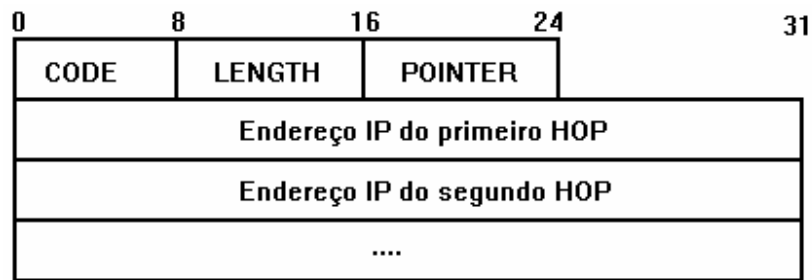 0 8 16 24 31
CODE LENGTH POINTER
Endereço IP do primeiro HOP
Endereço IP do segundo HOP
....